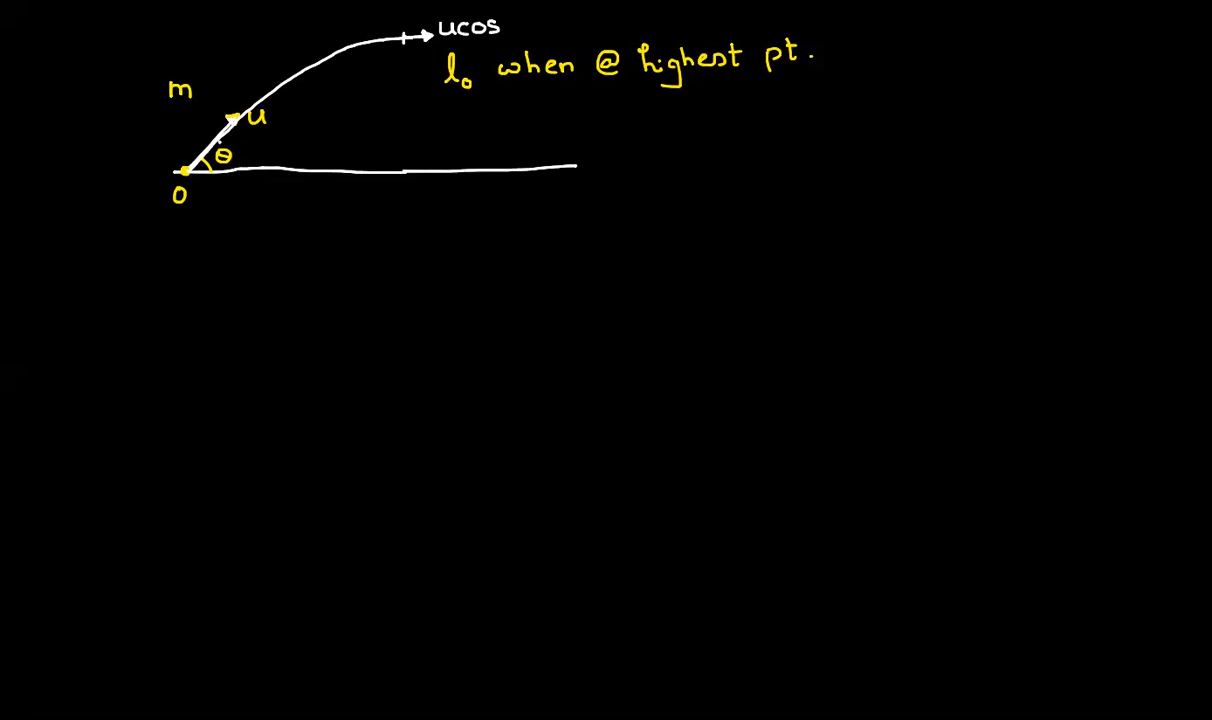 ucos
l₀ when @ highest pt.
m
u
θ
O